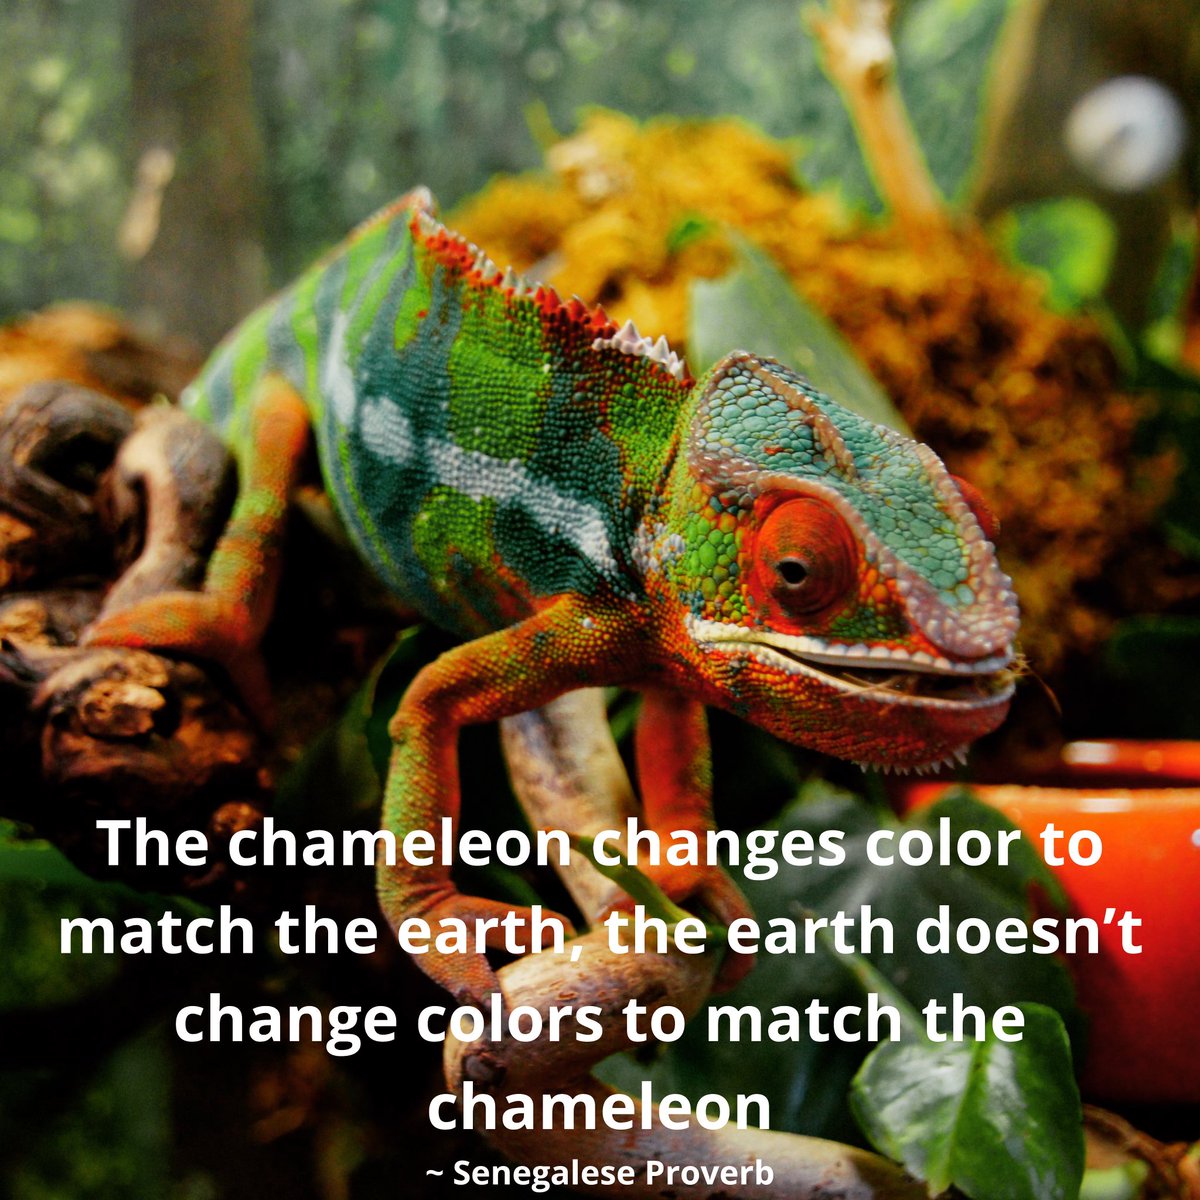 The chameleon changes color to
match the earth, the earth doesn’t
change colors to match the
chameleon
~ Senegalese Proverb